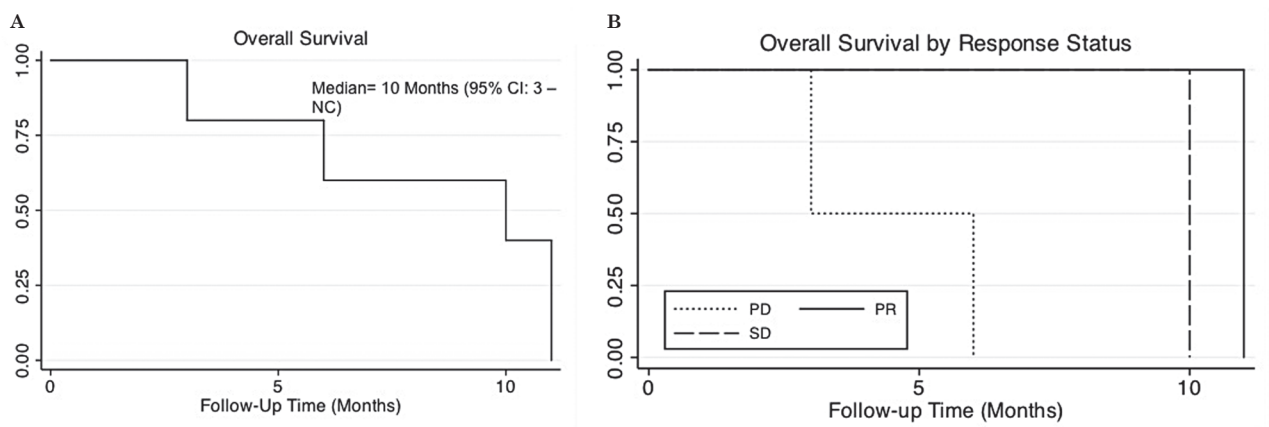 A
Overall Survival
Median= 10 Months (95% CI: 3 –
NC)
1.00
0.75
0.50
0.25
0.00
0
5
10
Follow-Up Time (Months)
B
Overall Survival by Response Status
1.00
0.75
0.50
0.25
0.00
PD PR
SD
0
5
10
Follow-up Time (Months)